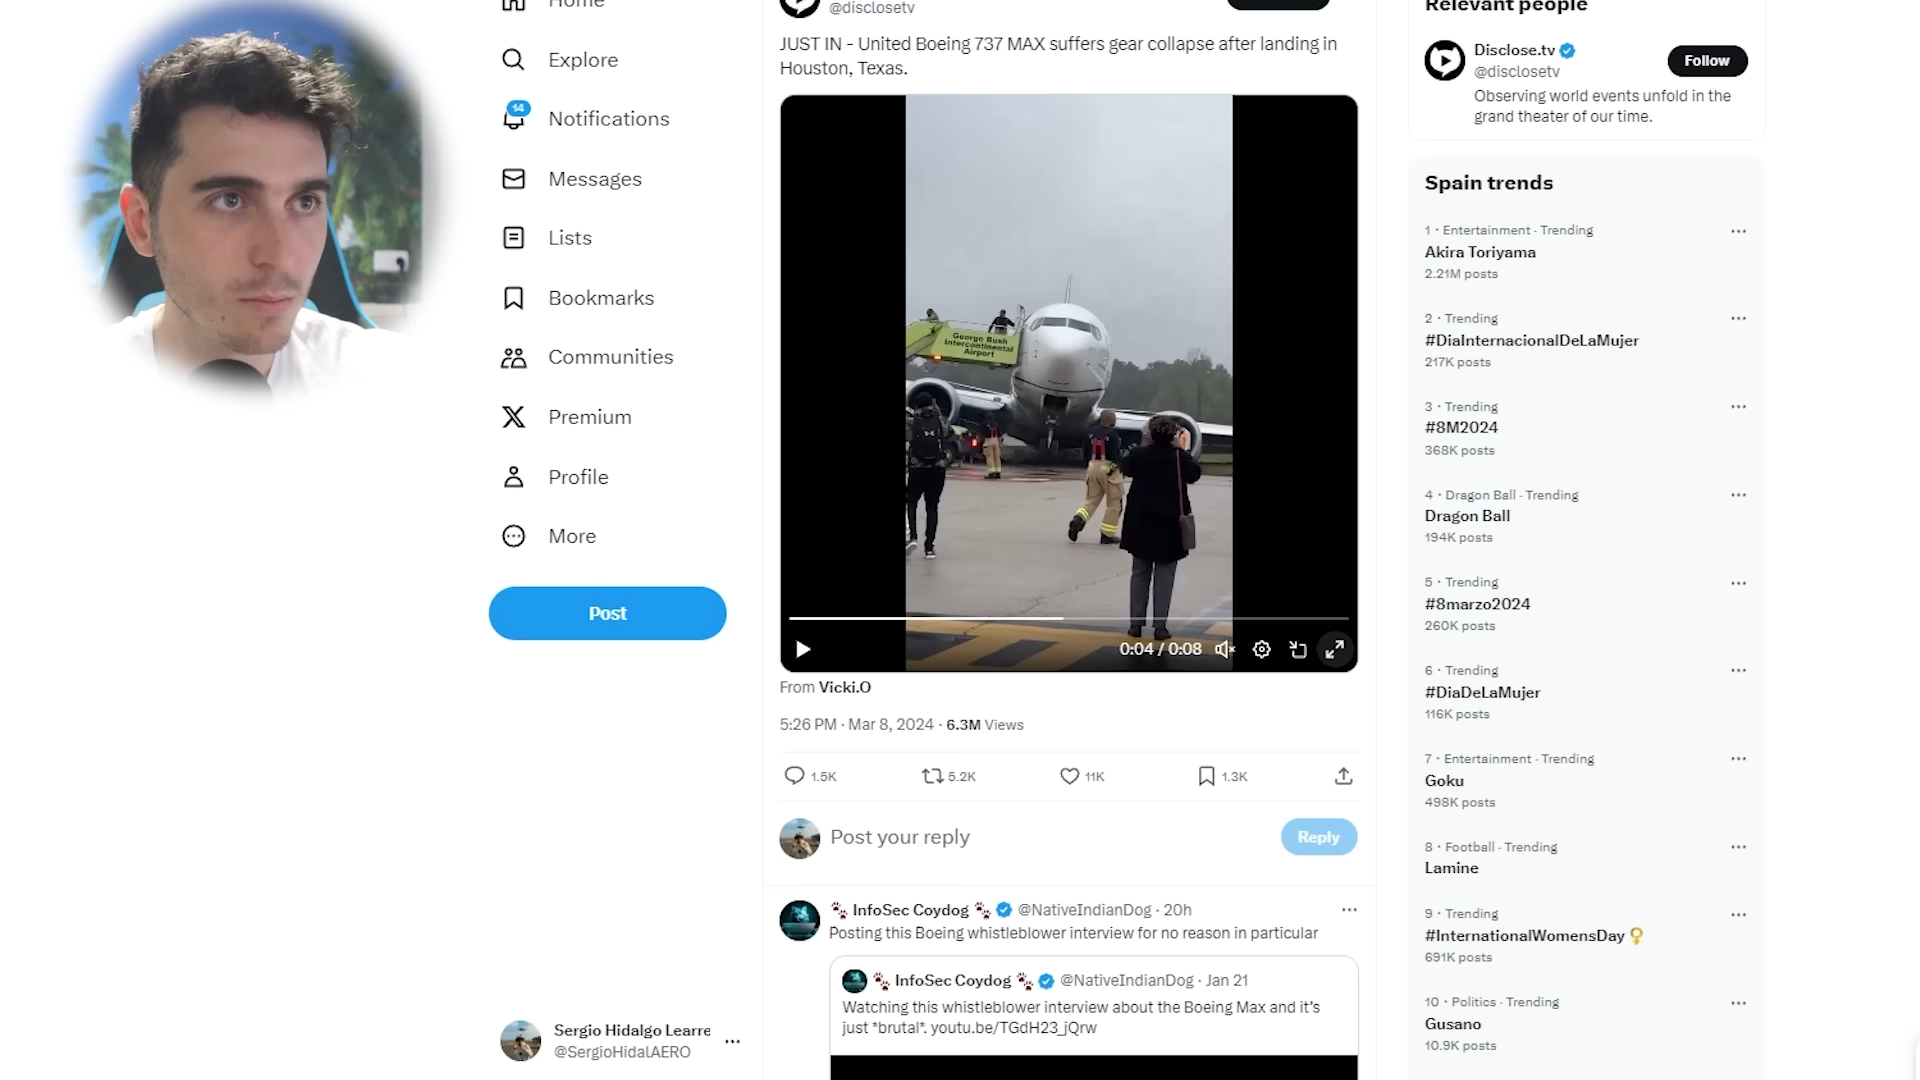 Home
Explore
14
Notifications
Messages
Lists
Bookmarks
Communities
Premium
Profile
More
Post
Sergio Hidalgo Learre
@SergioHidalAERO
@disclosetv
JUST IN - United Boeing 737 MAX suffers gear collapse after landing in
Houston, Texas.
George Bush
Intercontinental
Airport
0:04 / 0:08
From Vicki.O
5:26 PM · Mar 8, 2024 · 6.3M Views
1.5K
5.2K
11K
1.3K
Post your reply
Reply
InfoSec Coydog @NativeIndianDog · 20h
Posting this Boeing whistleblower interview for no reason in particular
InfoSec Coydog @NativeIndianDog · Jan 21
Watching this whistleblower interview about the Boeing Max and it's
just *brutal*. youtu.be/TGdH23_jQrw
Relevant people
Disclose.tv
@disclosetv
Follow
Observing world events unfold in the
grand theater of our time.
Spain trends
1 · Entertainment · Trending
Akira Toriyama
2.21M posts
2 · Trending
#DiaInternacionalDeLaMujer
217K posts
3 · Trending
#8M2024
368K posts
4 · Dragon Ball · Trending
Dragon Ball
194K posts
5 · Trending
#8marzo2024
260K posts
6 · Trending
#DiaDeLaMujer
116K posts
7 · Entertainment · Trending
Goku
498K posts
8 · Football · Trending
Lamine
9 · Trending
#InternationalWomensDay
691K posts
10 · Politics · Trending
Gusano
10.9K posts